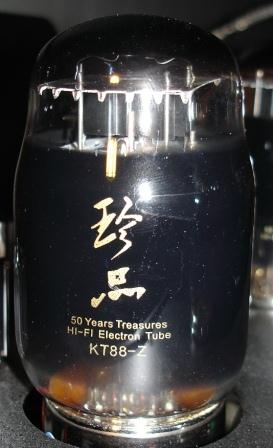 珍
品
50 Years Treasures
HI-FI Electron Tube
KT88-Z